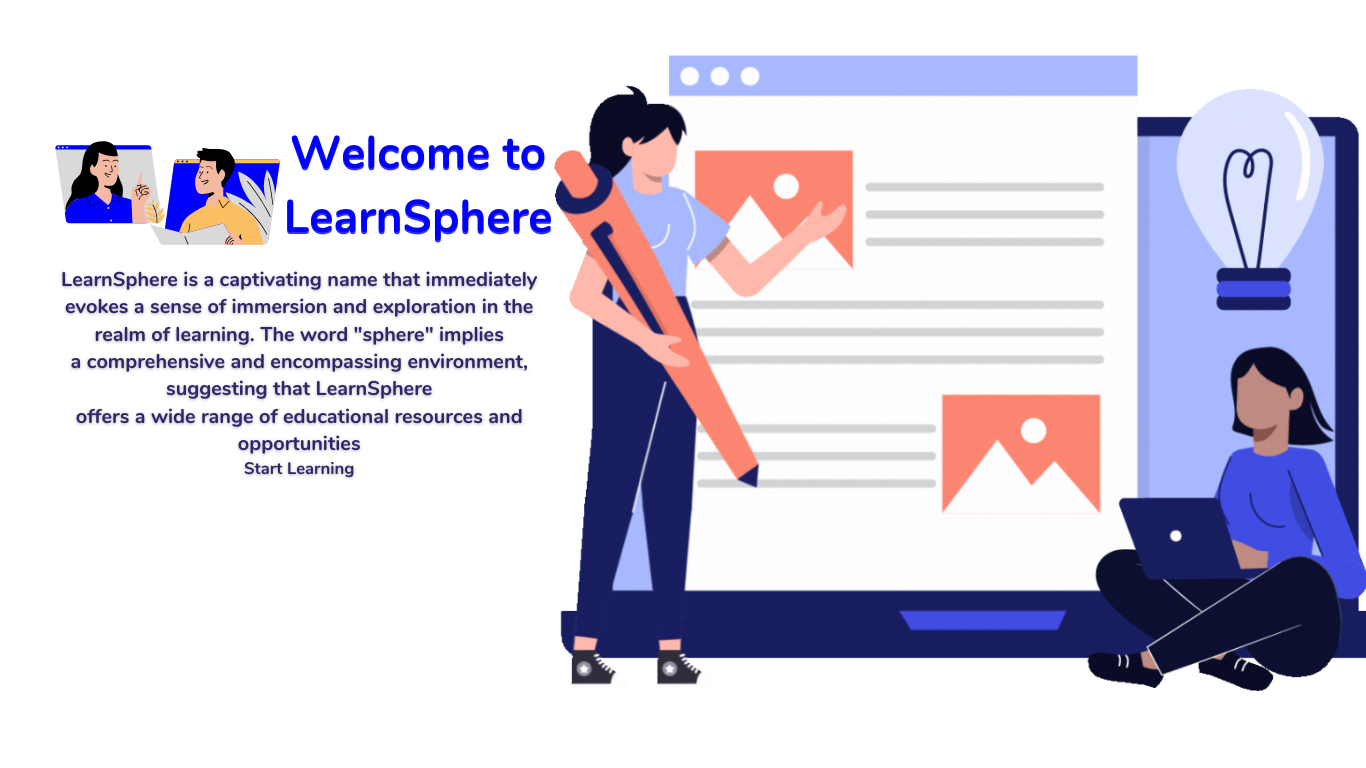 Welcome to
LearnSphere
LearnSphere is a captivating name that immediately
evokes a sense of immersion and exploration in the
realm of learning. The word "sphere" implies
a comprehensive and encompassing environment,
suggesting that LearnSphere
offers a wide range of educational resources and
opportunities
Start Learning